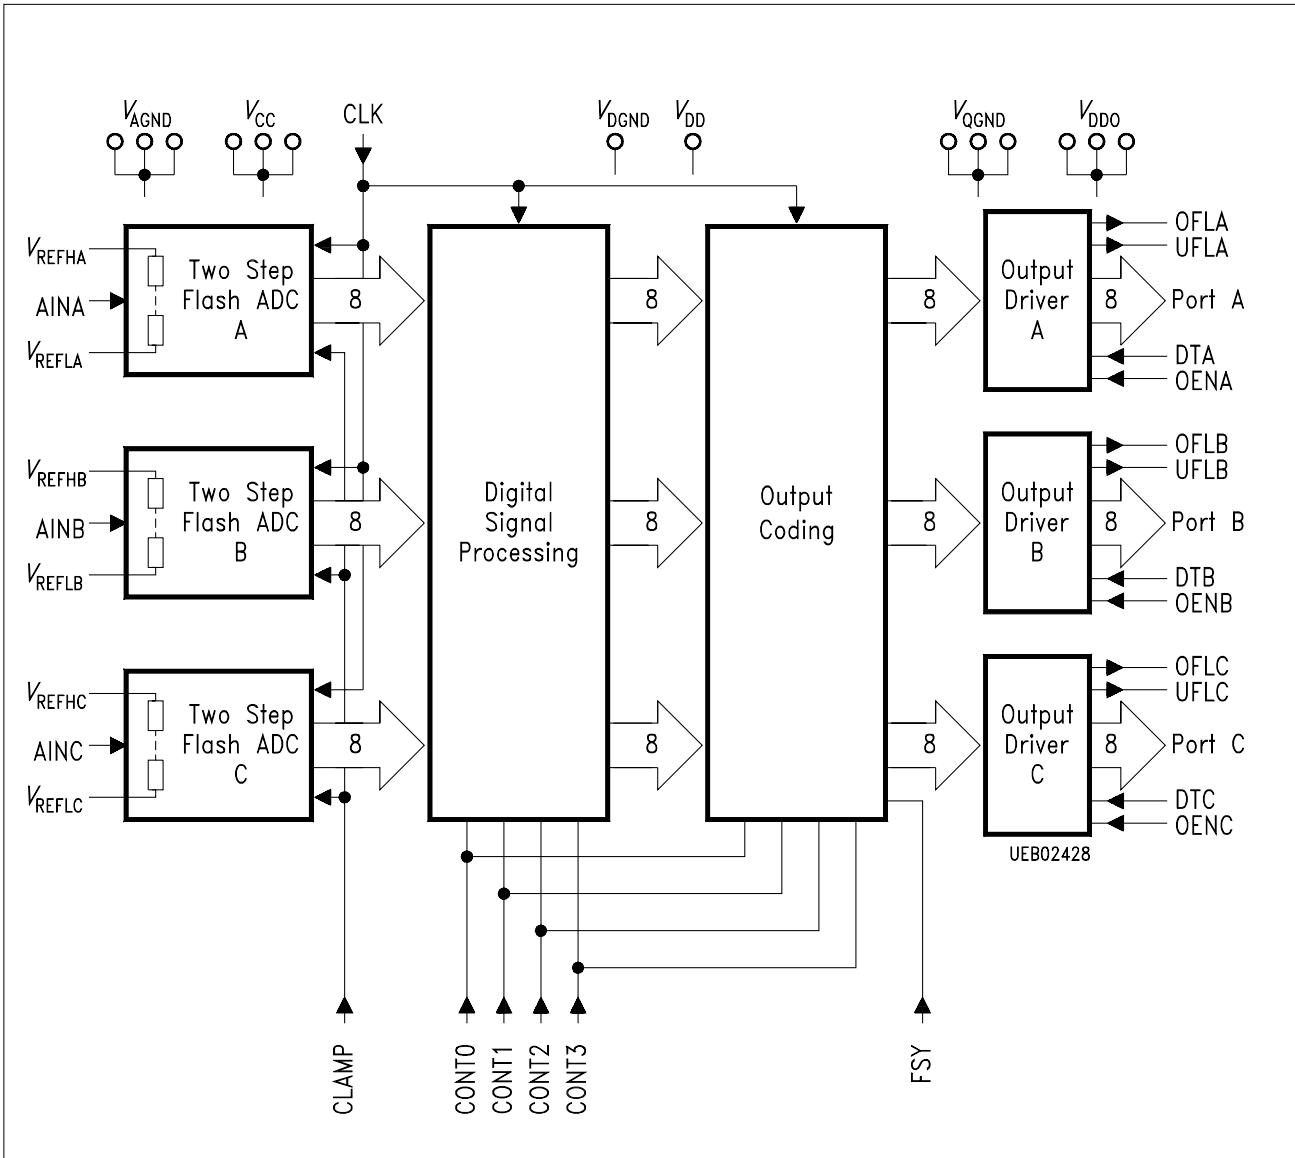 VAGND
VCC
CLK
VDGND
VDD
VQGND
VDDQ
VREFHA
AINA
VREFLA
Two Step
Flash ADC
A
8
8
8
Output
Driver
A
8
OFLA
UFLA
Port A
DTA
OENA
VREFHB
AINB
VREFLB
Two Step
Flash ADC
B
8
Digital
Signal
Processing
8
Output
Coding
8
Output
Driver
B
8
OFLB
UFLB
Port B
DTB
OENB
VREFHC
AINC
VREFLC
Two Step
Flash ADC
C
8
8
8
Output
Driver
C
8
OFLC
UFLC
Port C
DTC
OENC
UEB02428
CLAMP
CONT0
CONT1
CONT2
CONT3
FSY